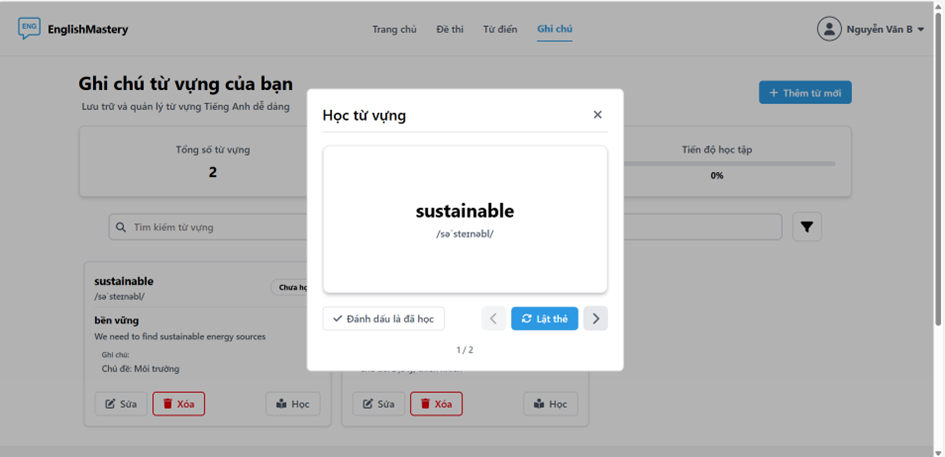 ENG
EnglishMastery
Trang chủ
Đề thi
Từ điển
Ghi chú
Nguyễn Văn B
Ghi chú từ vựng của bạn
Lưu trữ và quản lý từ vựng Tiếng Anh dễ dàng
+ Thêm từ mới
Tổng số từ vựng
2
Tiến độ học tập
0%
Tìm kiếm từ vựng
Học từ vựng
sustainable
/səˈsteɪnəbl/
Đánh dấu là đã học
Lật thẻ
1 / 2
sustainable
/səˈsteɪnəbl/
Chưa
bền vững
We need to find sustainable energy sources
Ghi chú:
Chủ đề: Môi trường
Sửa
Xóa
Học
Sửa
Xóa
Học